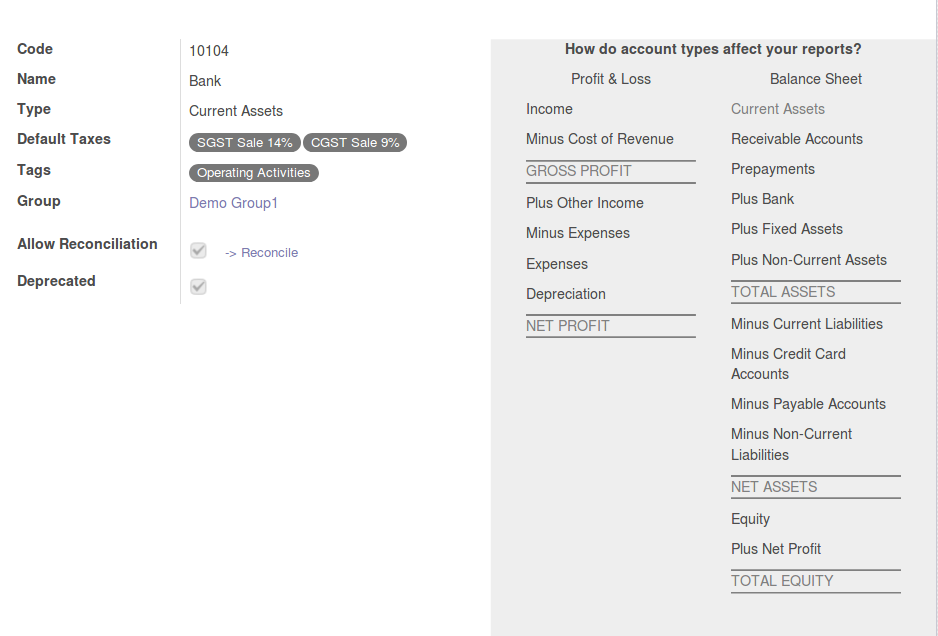 Code 10104
Name Bank
Type Current Assets
Default Taxes SGST Sale 14% CGST Sale 9%
Tags Operating Activities
Group Demo Group1
Allow Reconciliation -> Reconcile
Deprecated
How do account types affect your reports?
Profit & Loss
Income
Minus Cost of Revenue
GROSS PROFIT
Plus Other Income
Minus Expenses
Expenses
Depreciation
NET PROFIT
Balance Sheet
Current Assets
Receivable Accounts
Prepayments
Plus Bank
Plus Fixed Assets
Plus Non-Current Assets
TOTAL ASSETS
Minus Current Liabilities
Minus Credit Card
Accounts
Minus Payable Accounts
Minus Non-Current
Liabilities
NET ASSETS
Equity
Plus Net Profit
TOTAL EQUITY